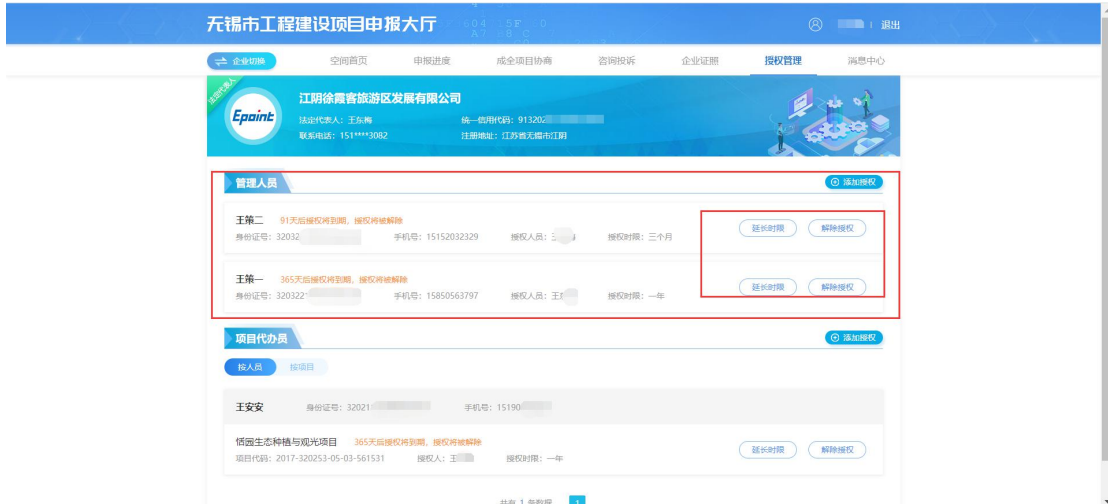 无锡市工程建设项目申报大厅
退出
企业切换 空间首页 申报进度 成全项目协商 咨询投诉 企业证照 授权管理 消息中心
法定代表人
Epoint
江阴徐霞客旅游区发展有限公司
法定代表人：王东梅 统一信用代码：913202
联系电话：151****3082 注册地址：江苏省无锡市江阴
管理人员 添加授权
王策二 91天后授权将到期，授权将被解除
身份证号：32032 手机号：15152032329 授权人员：王 授权时限：三个月 延长时限 解除授权
王策一 365天后授权将到期，授权将被解除
身份证号：3203221 手机号：15850563797 授权人员：王 授权时限：一年 延长时限 解除授权
项目代办员 添加授权
按人员 按项目
王安安 身份证号：32021 手机号：15190
恬园生态种植与观光项目 365天后授权将到期，授权将被解除
项目代码：2017-320253-05-03-561531 授权人：王 授权时限：一年 延长时限 解除授权
共有 1 条数据 1